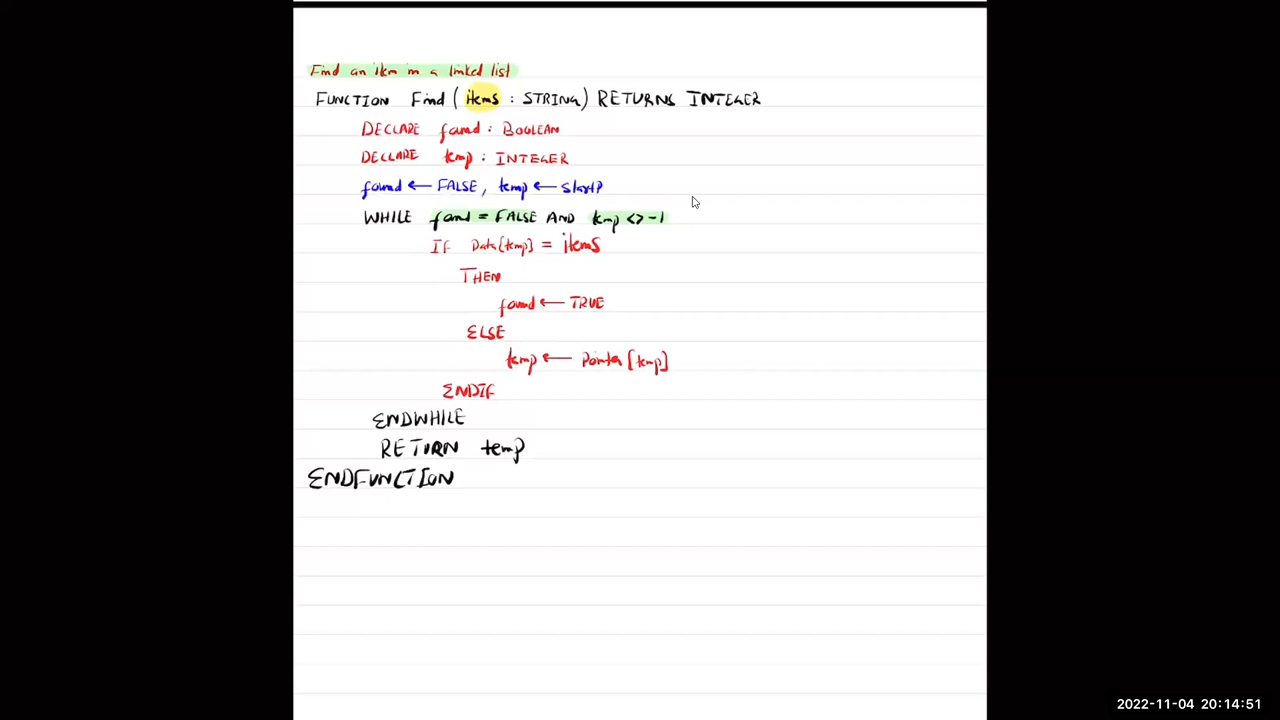 Find an item in a linked list
FUNCTION Find (items : STRING) RETURNS INTEGER
DECLARE found : BOOLEAN
DECLARE temp : INTEGER
found ← FALSE, temp ← StartP
WHILE found = FALSE AND temp <> -1
IF Data[temp] = items
THEN
found ← TRUE
ELSE
temp ← Pointer [temp]
ENDIF
ENDWHILE
RETURN temp
ENDFUNCTION
2022-11-04 20:14:51